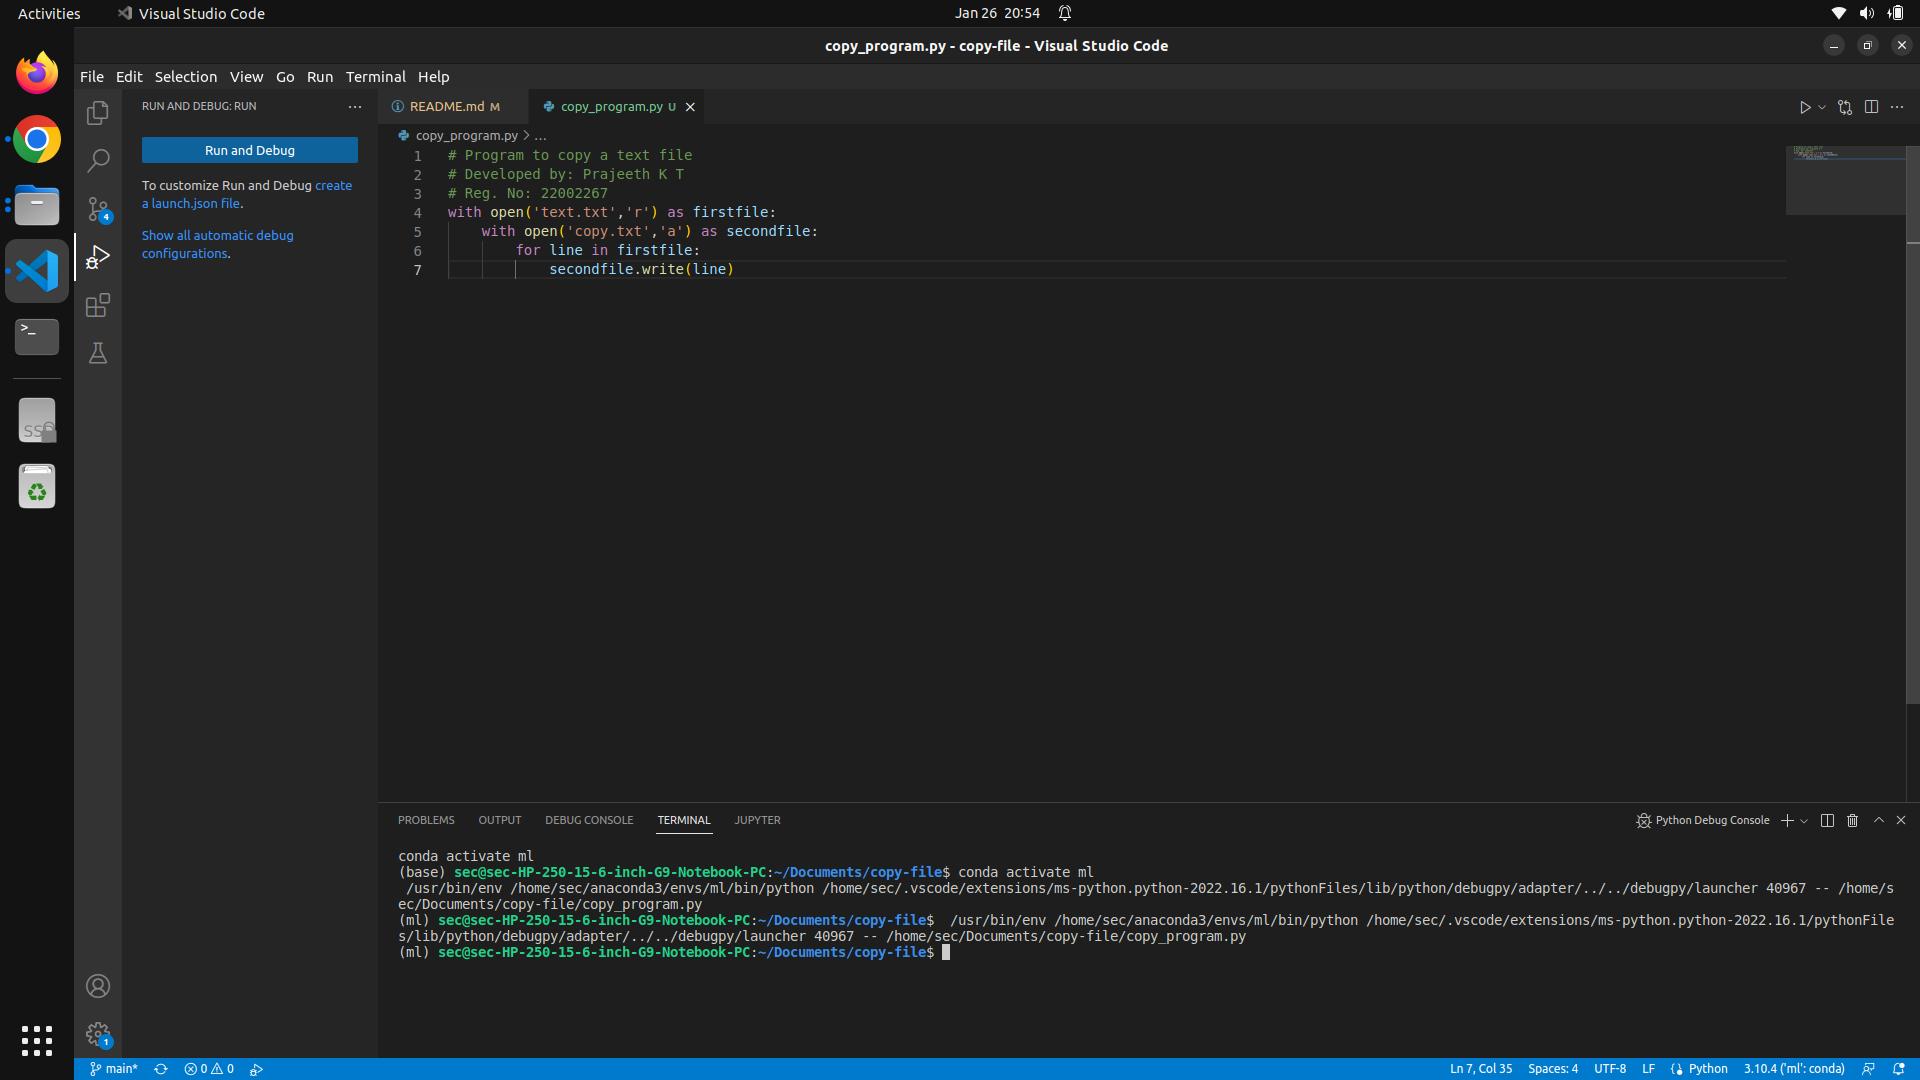 Activities
Visual Studio Code
Jan 26 20:54
copy_program.py - copy-file - Visual Studio Code
File Edit Selection View Go Run Terminal Help
RUN AND DEBUG: RUN
README.md M
copy_program.py U
copy_program.py > ...
Run and Debug
To customize Run and Debug create
a launch.json file.
Show all automatic debug
configurations.
4
1 # Program to copy a text file
2 # Developed by: Prajeeth K T
3 # Reg. No: 22002267
4 with open('text.txt','r') as firstfile:
5 with open('copy.txt','a') as secondfile:
6 for line in firstfile:
7 secondfile.write(line)
>_
SSD
PROBLEMS OUTPUT DEBUG CONSOLE TERMINAL JUPYTER
Python Debug Console
conda activate ml
(base) sec@sec-HP-250-15-6-inch-G9-Notebook-PC:~/Documents/copy-file$ conda activate ml
/usr/bin/env /home/sec/anaconda3/envs/ml/bin/python /home/sec/.vscode/extensions/ms-python.python-2022.16.1/pythonFiles/lib/python/debugpy/adapter/../../debugpy/launcher 40967 -- /home/s
ec/Documents/copy-file/copy_program.py
(ml) sec@sec-HP-250-15-6-inch-G9-Notebook-PC:~/Documents/copy-file$ /usr/bin/env /home/sec/anaconda3/envs/ml/bin/python /home/sec/.vscode/extensions/ms-python.python-2022.16.1/pythonFile
s/lib/python/debugpy/adapter/../../debugpy/launcher 40967 -- /home/sec/Documents/copy-file/copy_program.py
(ml) sec@sec-HP-250-15-6-inch-G9-Notebook-PC:~/Documents/copy-file$
1
main* 0 0
Ln 7, Col 35 Spaces: 4 UTF-8 LF Python 3.10.4 ('ml': conda)